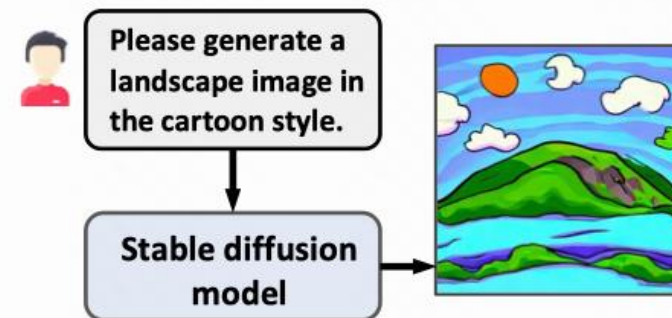 Please generate a
landscape image in
the cartoon style.
Stable diffusion
model